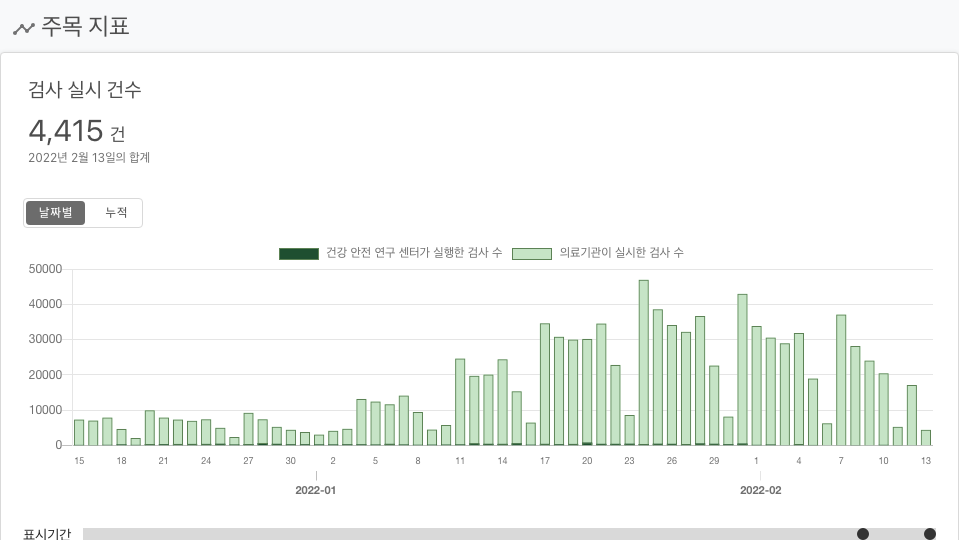 주목 지표
검사 실시 건수
4,415 건
2022년 2월 13일의 합계
날짜별 누적
건강 안전 연구 센터가 실행한 검사 수 의료기관이 실시한 검사 수
50000
40000
30000
20000
10000
0
15 18 21 24 27 30 2 5 8 11 14 17 20 23 26 29 1 4 7 10 13
2022-01 2022-02
표시기간